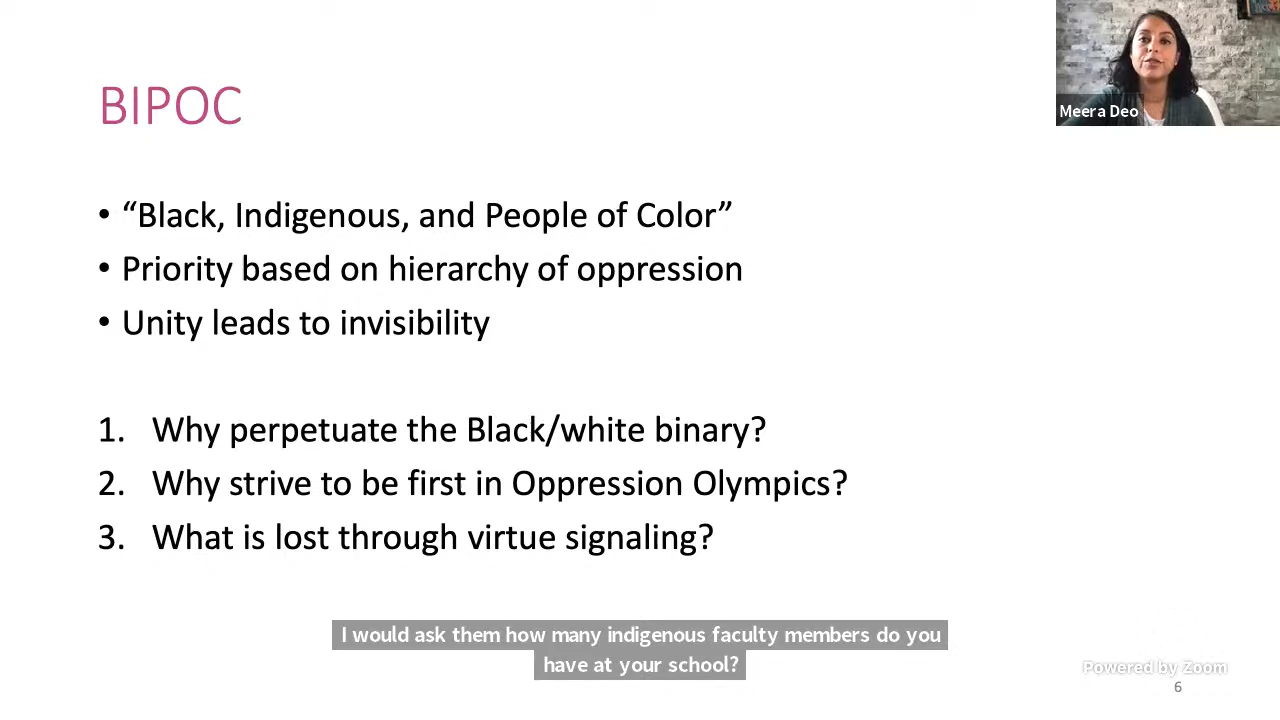 BIPOC
Meera Deo
• “Black, Indigenous, and People of Color”
• Priority based on hierarchy of oppression
• Unity leads to invisibility
1. Why perpetuate the Black/white binary?
2. Why strive to be first in Oppression Olympics?
3. What is lost through virtue signaling?
I would ask them how many indigenous faculty members do you
have at your school?
Powered by Zoom
6